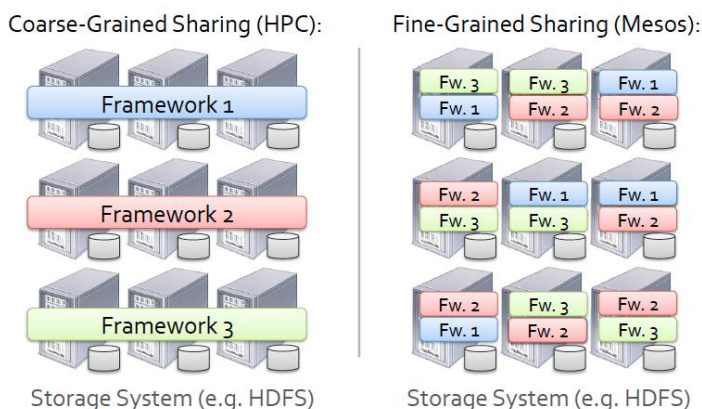 Coarse-Grained Sharing (HPC):
Framework 1
Framework 2
Framework 3
Storage System (e.g. HDFS)
Fine-Grained Sharing (Mesos):
Fw. 3 Fw. 3 Fw. 1
Fw. 1 Fw. 2 Fw. 2
Fw. 2 Fw. 1 Fw. 1
Fw. 3 Fw. 3 Fw. 2
Fw. 2 Fw. 3 Fw. 2
Fw. 1 Fw. 2 Fw. 3
Storage System (e.g. HDFS)